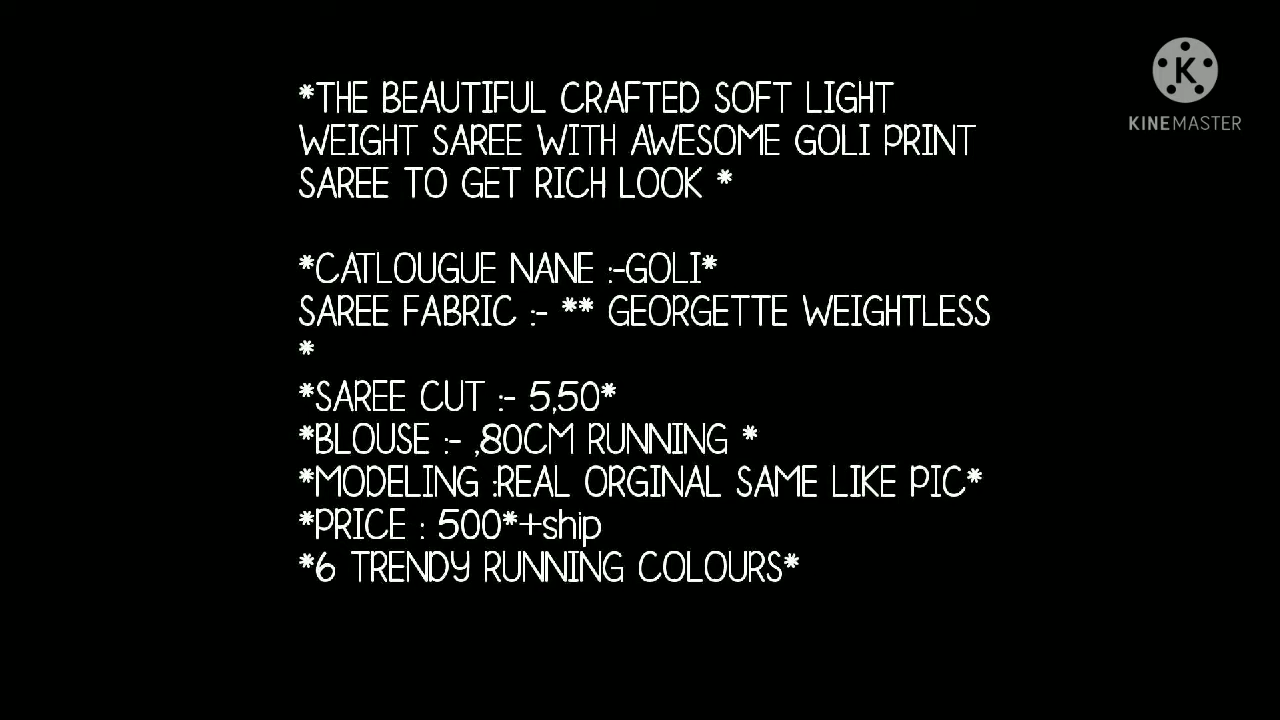 *THE BEAUTIFUL CRAFTED SOFT LIGHT
WEIGHT SAREE WITH AWESOME GOLI PRINT
SAREE TO GET RICH LOOK *
*CATLOUGUE NANE :-GOLI*
SAREE FABRIC :- ** GEORGETTE WEIGHTLESS
*
*SAREE CUT :- 5,50*
*BLOUSE :- ,80CM RUNNING *
*MODELING :REAL ORGINAL SAME LIKE PIC*
*PRICE : 500*+ship
*6 TRENDY RUNNING COLOURS*
K
KINEMASTER